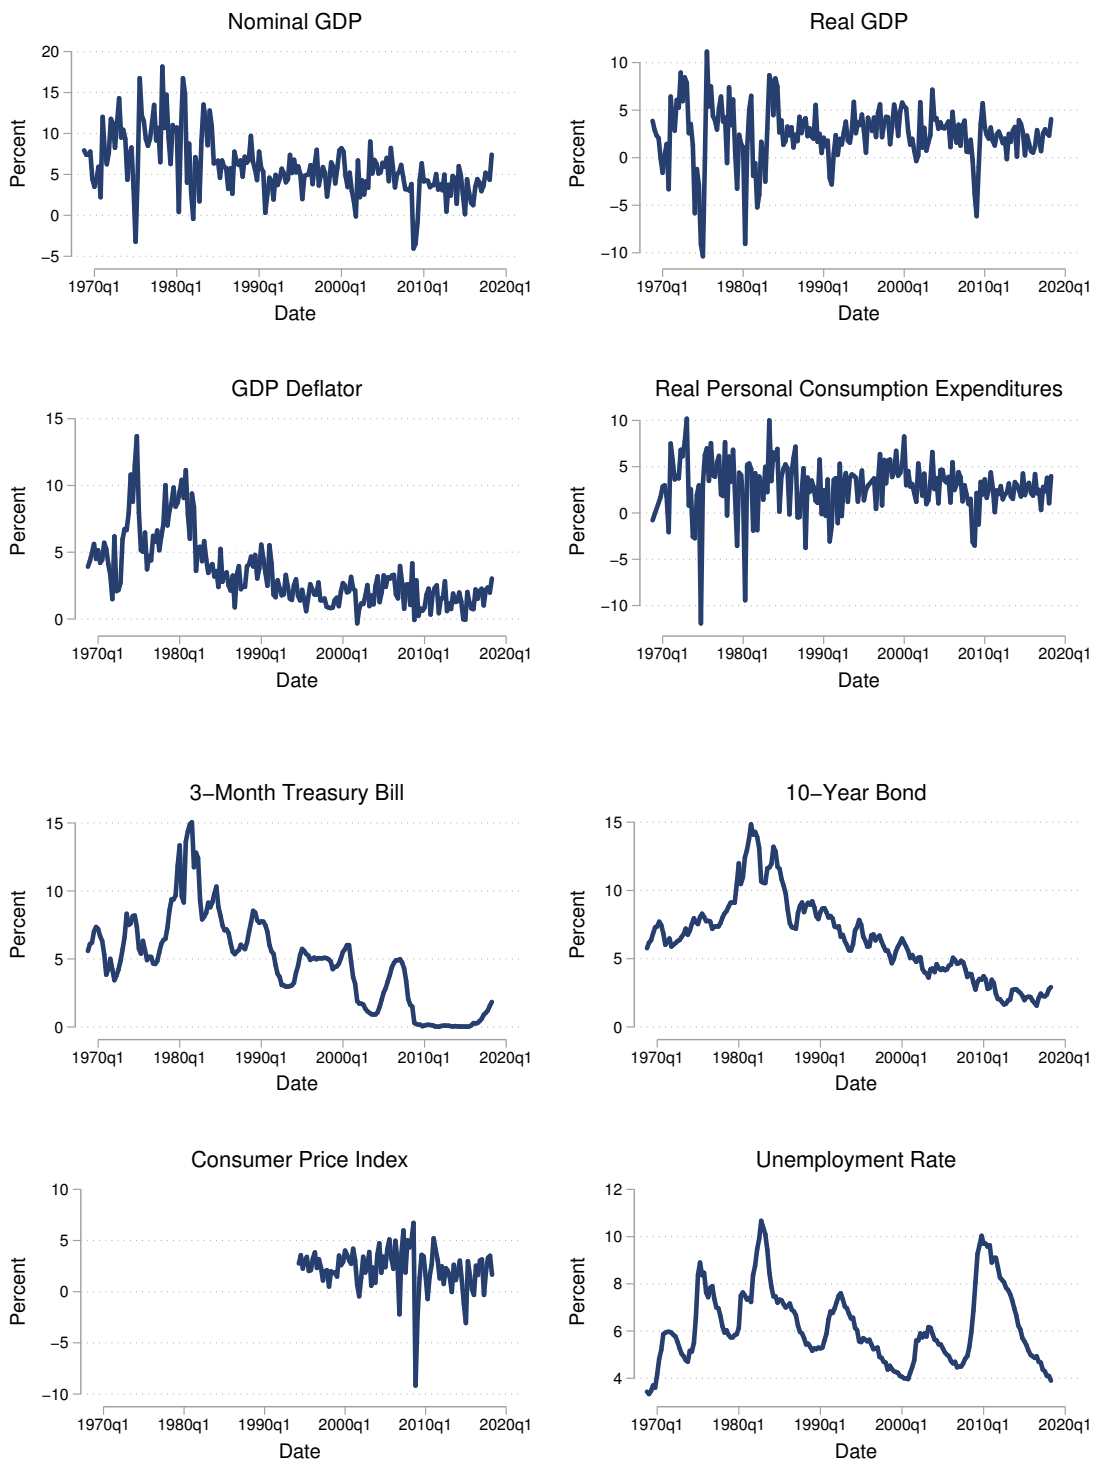 Nominal GDP
Percent
20
15
10
5
0
−5
1970q1 1980q1 1990q1 2000q1 2010q1 2020q1
Date
Real GDP
Percent
10
5
0
−5
−10
1970q1 1980q1 1990q1 2000q1 2010q1 2020q1
Date
GDP Deflator
Percent
15
10
5
0
1970q1 1980q1 1990q1 2000q1 2010q1 2020q1
Date
Real Personal Consumption Expenditures
Percent
10
5
0
−5
−10
1970q1 1980q1 1990q1 2000q1 2010q1 2020q1
Date
3−Month Treasury Bill
Percent
15
10
5
0
1970q1 1980q1 1990q1 2000q1 2010q1 2020q1
Date
10−Year Bond
Percent
15
10
5
0
1970q1 1980q1 1990q1 2000q1 2010q1 2020q1
Date
Consumer Price Index
Percent
10
5
0
−5
−10
1970q1 1980q1 1990q1 2000q1 2010q1 2020q1
Date
Unemployment Rate
Percent
12
10
8
6
4
1970q1 1980q1 1990q1 2000q1 2010q1 2020q1
Date